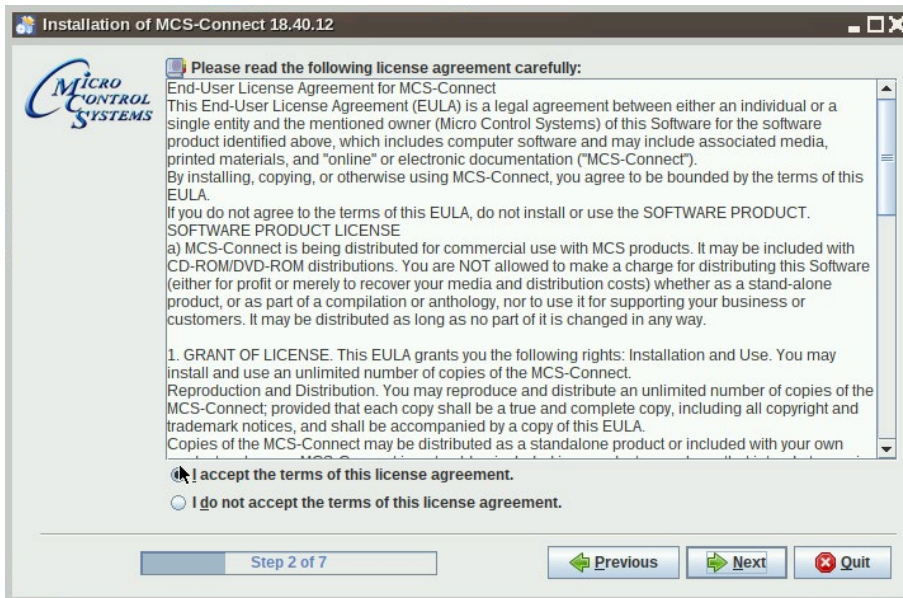 Installation of MCS-Connect 18.40.12
MICRO
CONTROL
SYSTEMS
Please read the following license agreement carefully:
End-User License Agreement for MCS-Connect
This End-User License Agreement (EULA) is a legal agreement between either an individual or a
single entity and the mentioned owner (Micro Control Systems) of this Software for the software
product identified above, which includes computer software and may include associated media,
printed materials, and "online" or electronic documentation ("MCS-Connect").
By installing, copying, or otherwise using MCS-Connect, you agree to be bounded by the terms of this
EULA.
If you do not agree to the terms of this EULA, do not install or use the SOFTWARE PRODUCT.
SOFTWARE PRODUCT LICENSE
a) MCS-Connect is being distributed for commercial use with MCS products. It may be included with
CD-ROM/DVD-ROM distributions. You are NOT allowed to make a charge for distributing this Software
(either for profit or merely to recover your media and distribution costs) whether as a stand-alone
product, or as part of a compilation or anthology, nor to use it for supporting your business or
customers. It may be distributed as long as no part of it is changed in any way.
1. GRANT OF LICENSE. This EULA grants you the following rights: Installation and Use. You may
install and use an unlimited number of copies of the MCS-Connect.
Reproduction and Distribution. You may reproduce and distribute an unlimited number of copies of the
MCS-Connect; provided that each copy shall be a true and complete copy, including all copyright and
trademark notices, and shall be accompanied by a copy of this EULA.
Copies of the MCS-Connect may be distributed as a standalone product or included with your own
I accept the terms of this license agreement.
I do not accept the terms of this license agreement.
Step 2 of 7
Previous
Next
Quit